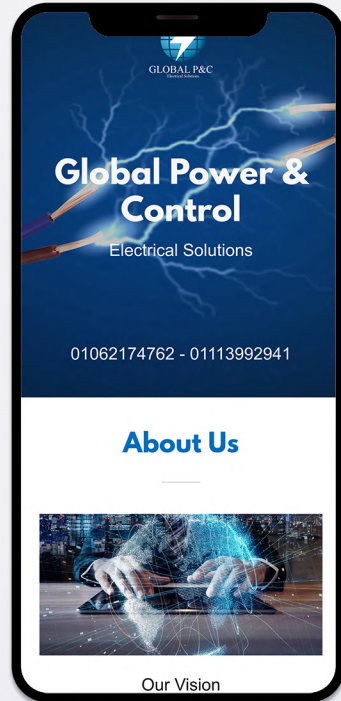 GLOBAL P&C
Electrical Solutions
Global Power &
Control
Electrical Solutions
01062174762 - 01113992941
About Us
Our Vision